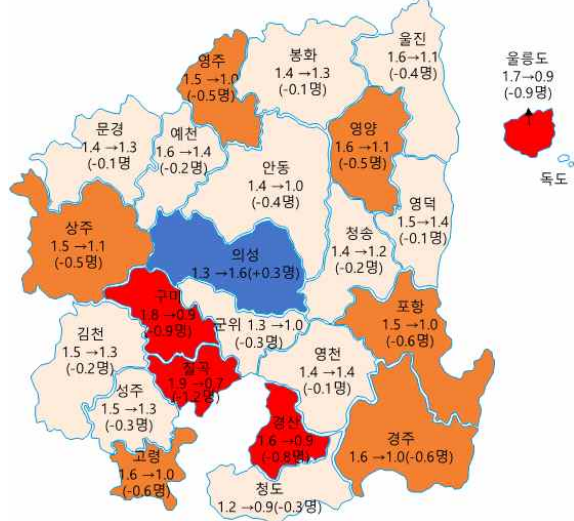 울진
1.6→1.1
(-0.4명)
봉화
1.4 →1.3
(-0.1명)
영주
1.5→1.0
(-0.5명)
울릉도
1.7→0.9
(-0.9명)
독도
문경
1.4 →1.3
(-0.1명)
예천
1.6 →1.4
(-0.2명)
영양
1.6 →1.1
(-0.5명)
안동
1.4 →1.0
(-0.4명)
영덕
1.5→1.4
(-0.1명)
상주
1.5 →1.1
(-0.5명)
의성
1.3 →1.6(+0.3명)
청송
1.4 →1.2
(-0.2명)
구미
1.8 →0.9
(-0.9명)
군위 1.3 →1.0
(-0.3명)
포항
1.5 →1.0
(-0.6명)
김천
1.5 →1.3
(-0.2명)
영천
1.4 →1.4
(-0.1명)
칠곡
1.9 →0.7
(-1.2명)
성주
1.5 →1.3
(-0.3명)
경산
1.6 →0.9
(-0.8명)
경주
1.6 →1.0(-0.6명)
고령
1.6 →1.0
(-0.6명)
청도
1.2 →0.9(-0.3명)